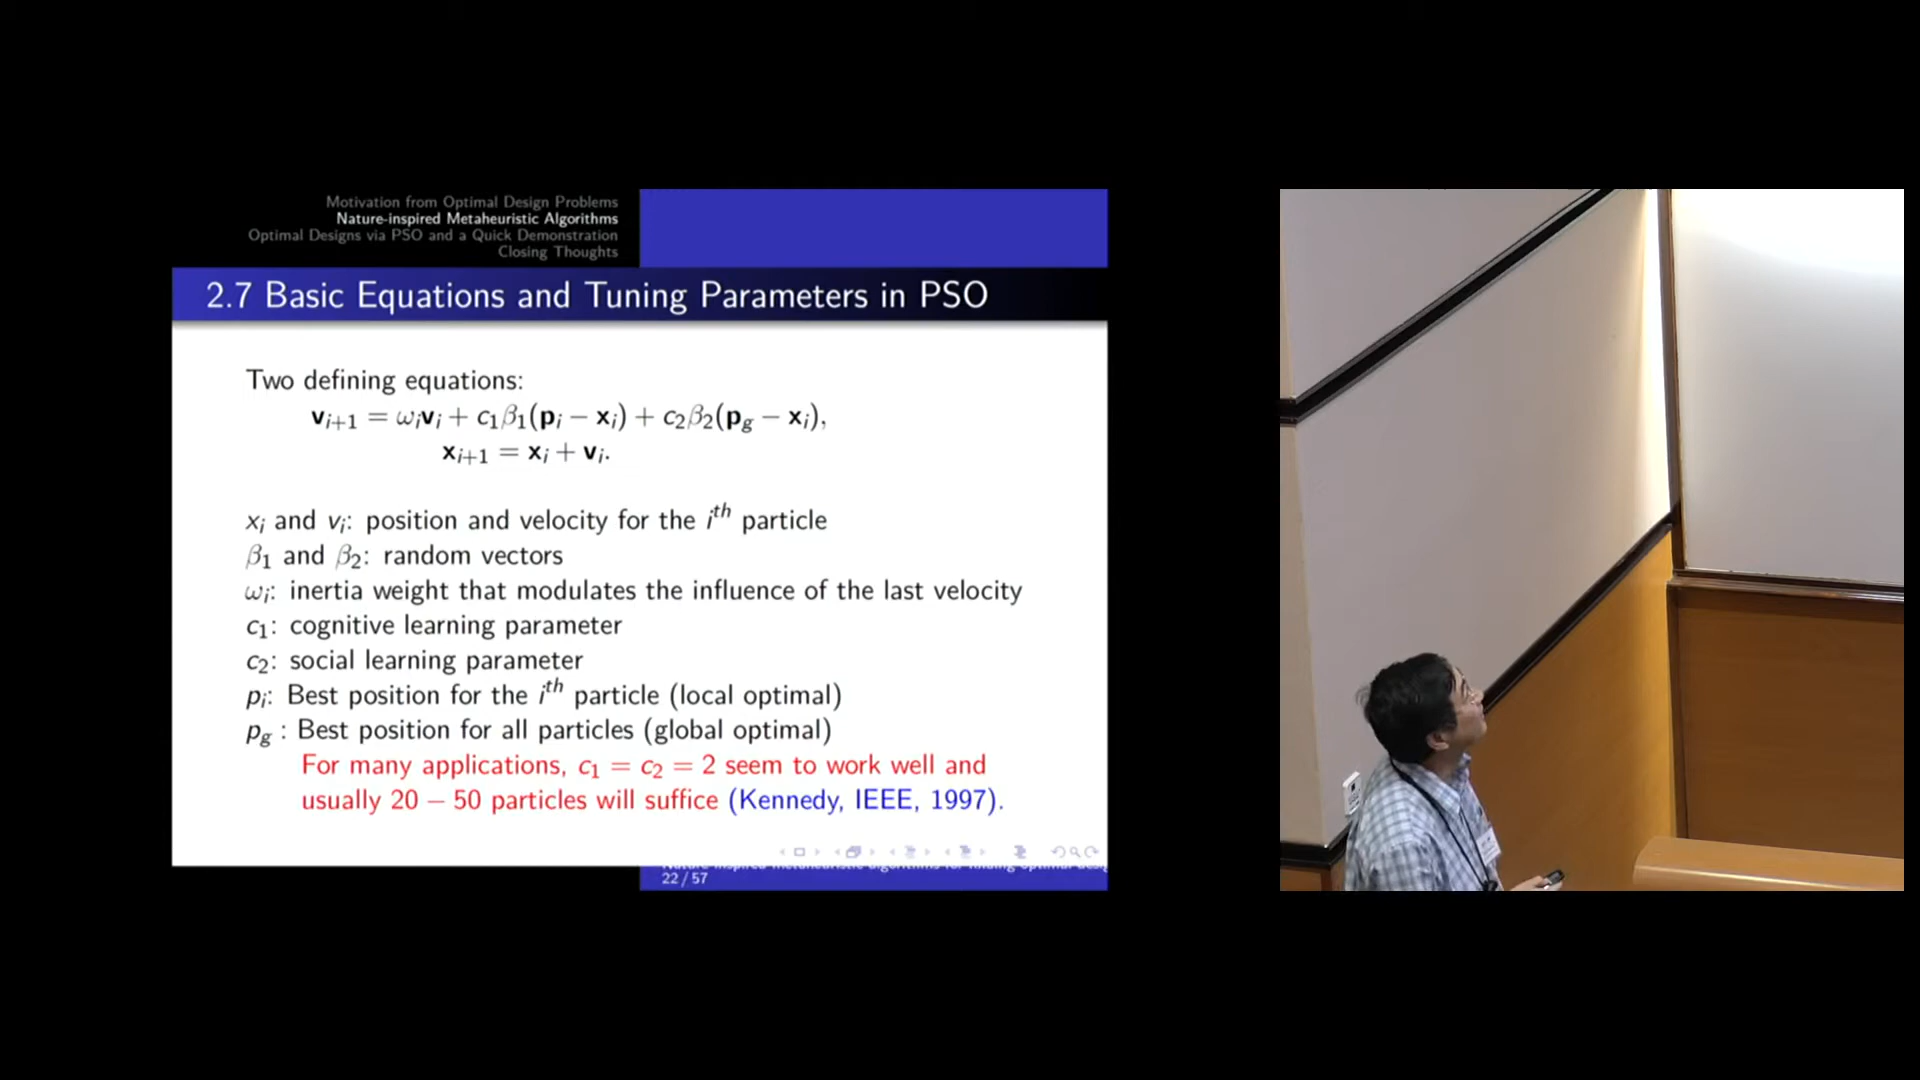 Motivation from Optimal Design Problems
Nature-inspired Metaheuristic Algorithms
Optimal Designs via PSO and a Quick Demonstration
Closing Thoughts
2.7 Basic Equations and Tuning Parameters in PSO
Two defining equations:
v_{i+1} = ω_i v_i + c_1 β_1 (p_i − x_i) + c_2 β_2 (p_g − x_i),
x_{i+1} = x_i + v_i.
x_i and v_i: position and velocity for the i^{th} particle
β_1 and β_2: random vectors
ω_i: inertia weight that modulates the influence of the last velocity
c_1: cognitive learning parameter
c_2: social learning parameter
p_i: Best position for the i^{th} particle (local optimal)
p_g : Best position for all particles (global optimal)
For many applications, c_1 = c_2 = 2 seem to work well and
usually 20 − 50 particles will suffice (Kennedy, IEEE, 1997).
22 / 57